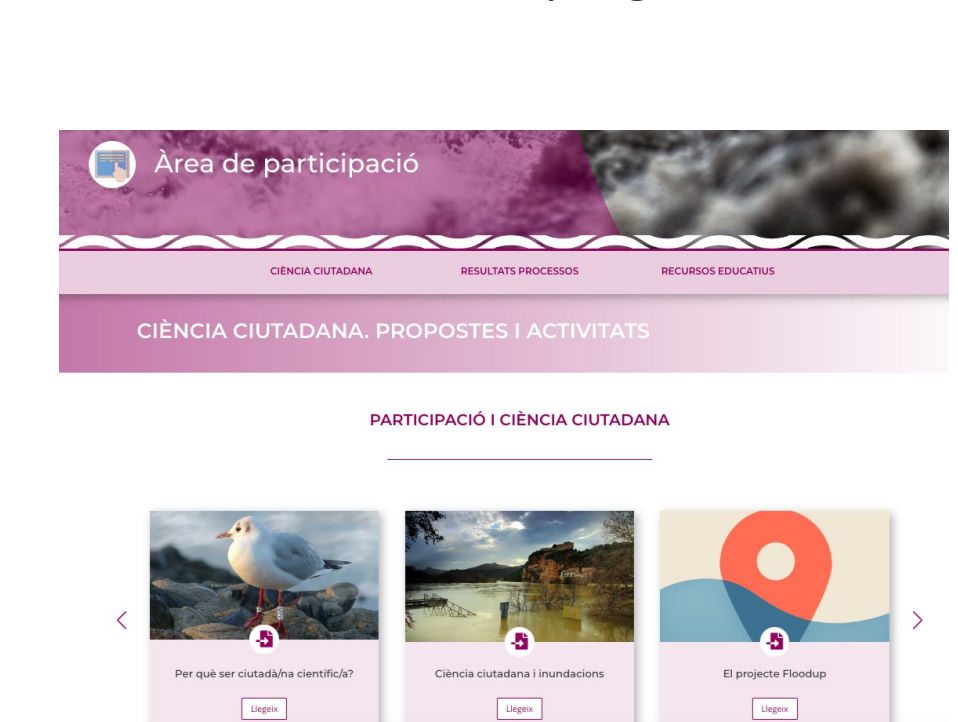 Àrea de participació
CIÈNCIA CIUTADANA RESULTATS PROCESSOS RECURSOS EDUCATIUS
CIÈNCIA CIUTADANA. PROPOSTES I ACTIVITATS
PARTICIPACIÓ I CIÈNCIA CIUTADANA
Per què ser ciutadà/na científic/a?
Llegeix
Ciència ciutadana i inundacions
Llegeix
El projecte Floodup
Llegeix